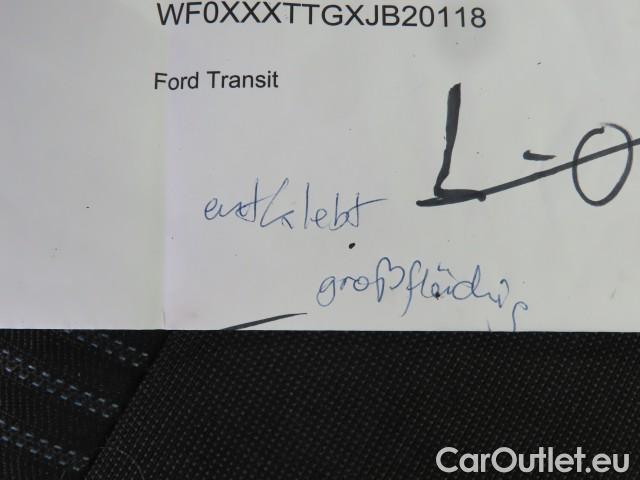 WF0XXXTTGXJB20118
Ford Transit
L-0
entklebt
großflächig
CarOutlet.eu